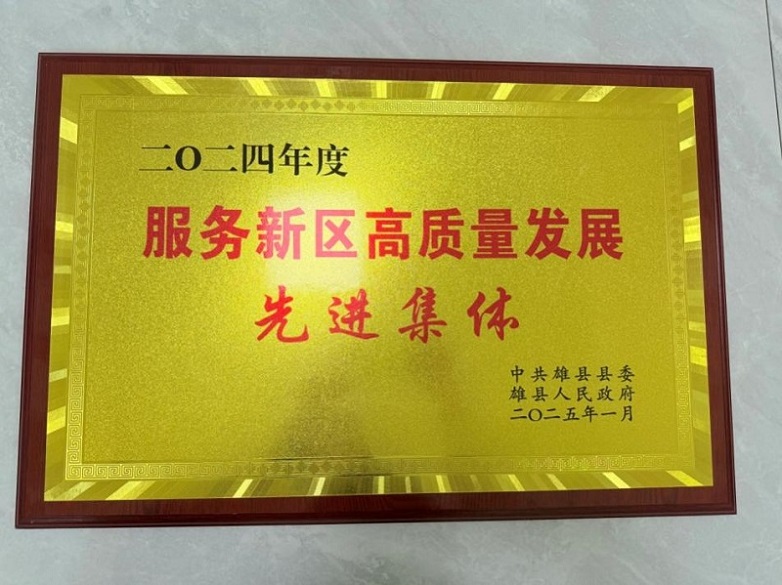 二〇二四年度
服务新区高质量发展
先进集体
中共雄县县委
雄县人民政府
二〇二五年一月